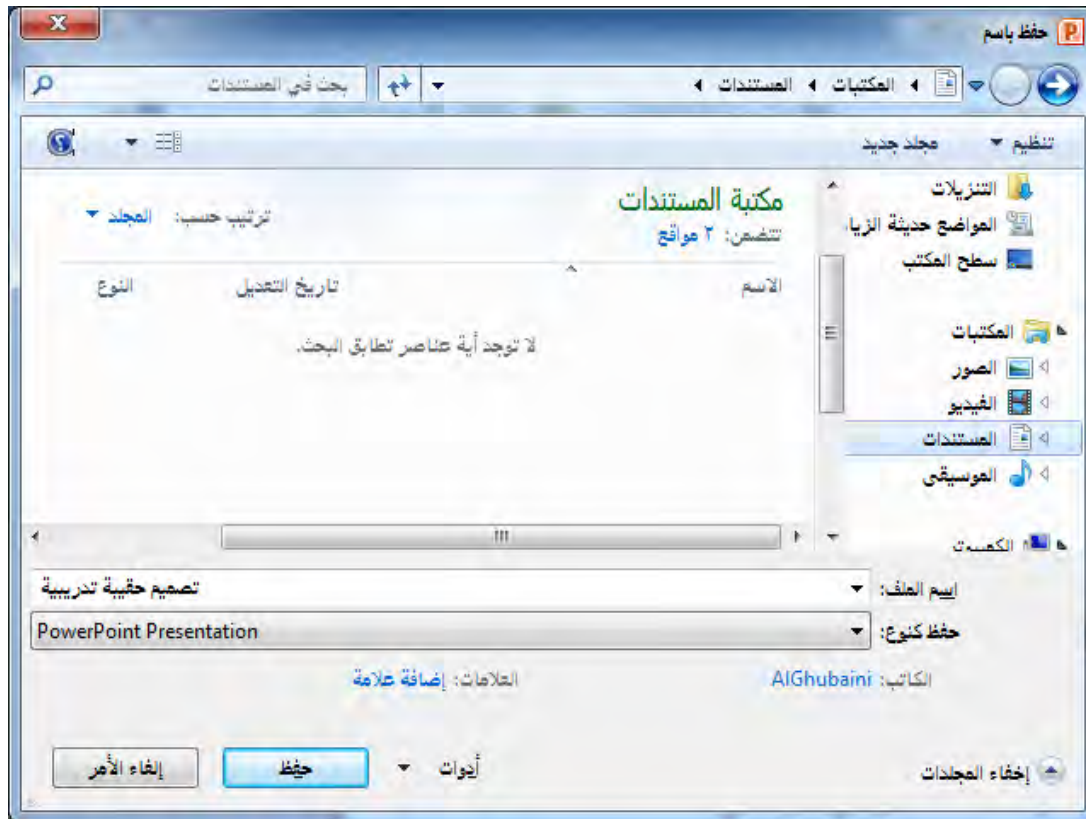 حفظ باسم
المكتبات المستندات
بحث في المستندات
تنظيم مجلد جديد
التنزيلات
المواضع حديثة الزيا
سطح المكتب
المكتبات
الصور
الفيديو
المستندات
الموسيقى
مكتبة المستندات
تتضمن: ٢ مواقع
ترتيب حسب: المجلد
الاسم تاريخ التعديل النوع
لا توجد أية عناصر تطابق البحث.
اسم الملف: تصميم حقيبة تدريبية
حفظ كنوع: PowerPoint Presentation
الكاتب: AlGhubaini العلامات: إضافة علامة
إخفاء المجلدات أدوات حفظ إلغاء الأمر